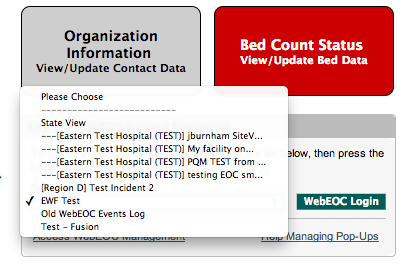 Organization
Information
View/Update Contact Data
Bed Count Status
View/Update Bed Data
Please Choose
---------------------------
State View
---[Eastern Test Hospital (TEST)] jburnham SiteV...
---[Eastern Test Hospital (TEST)] My facility on...
---[Eastern Test Hospital (TEST)] PQM TEST from ...
---[Eastern Test Hospital (TEST)] testing EOC sm...
[Region D] Test Incident 2
✓ EWF Test
Old WebEOC Events Log
Test - Fusion
below, then press the
WebEOC Login
Access WebEOC Management
Help Managing Pop-Ups